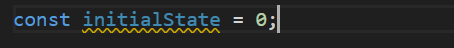 const initialState = 0;